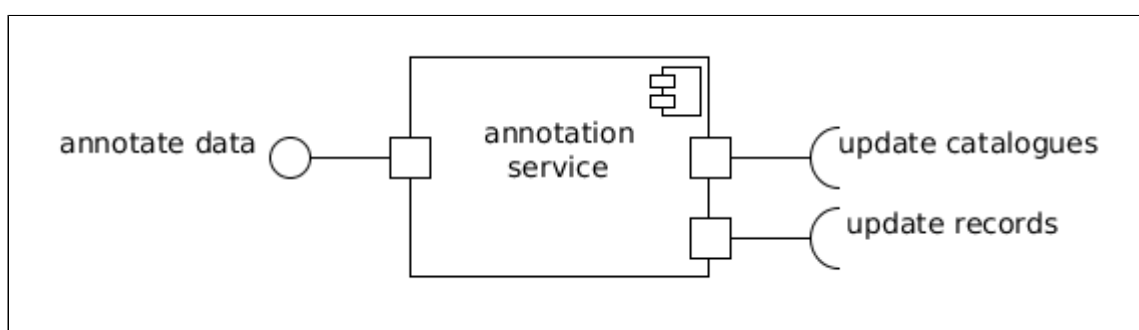 annotate data
annotation
service
update catalogues
update records